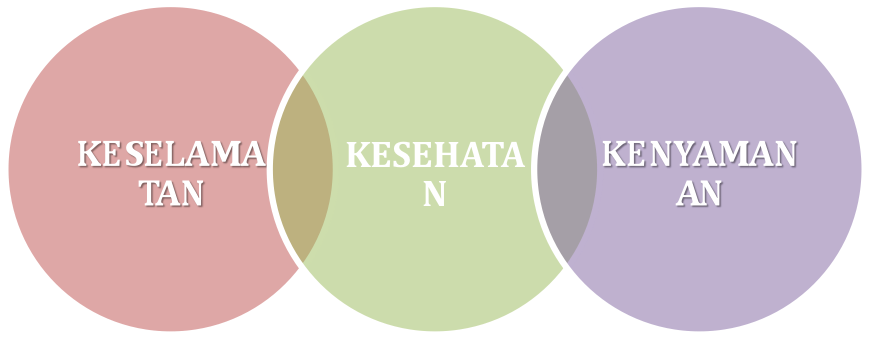 KESELAMA
TAN
KESEHATA
N
KENYAMAN
AN